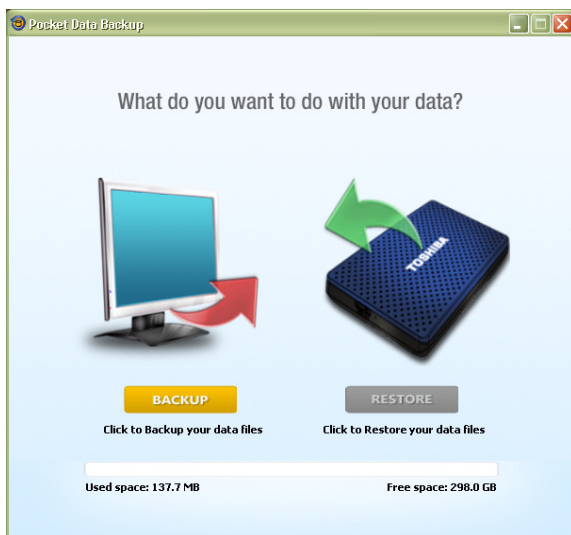 Pocket Data Backup
What do you want to do with your data?
TOSHIBA
BACKUP
RESTORE
Click to Backup your data files
Click to Restore your data files
Used space: 137.7 MB
Free space: 298.0 GB